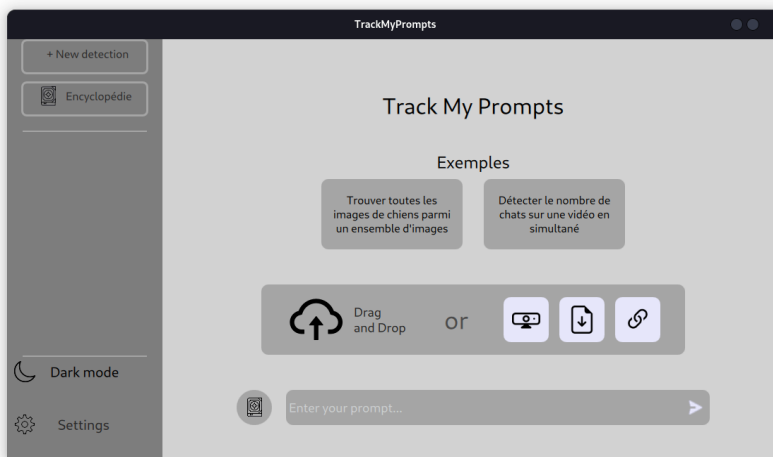 TrackMyPrompts
+ New detection
Encyclopédie
Track My Prompts
Exemples
Trouver toutes les
images de chiens parmi
un ensemble d'images
Détecter le nombre de
chats sur une vidéo en
simultané
Drag
and Drop
or
Dark mode
Settings
Enter your prompt...